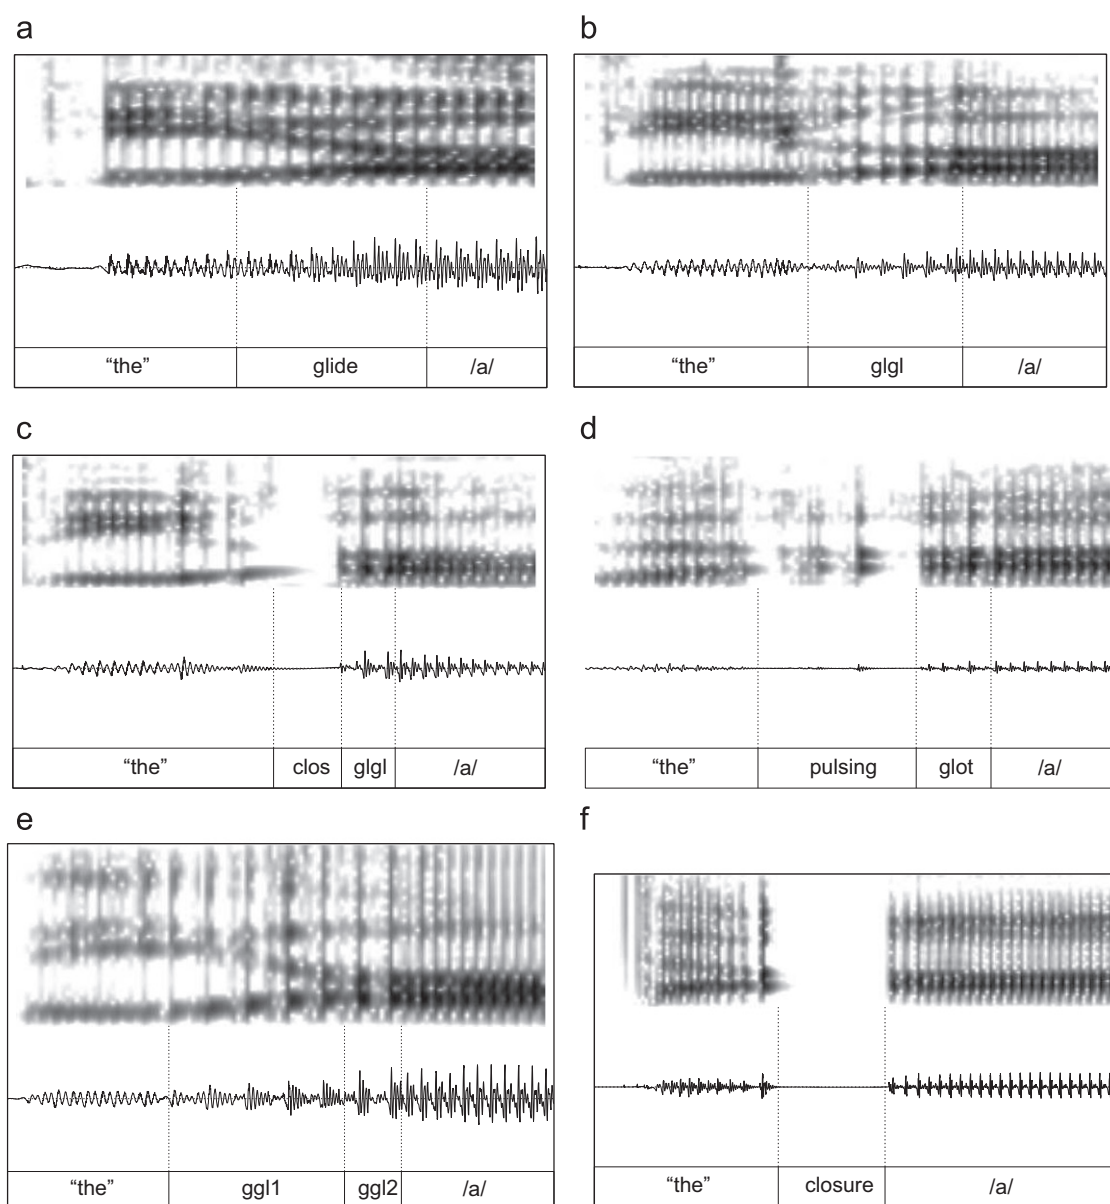 a
b
“the” glide /a/
“the” glgl /a/
c
d
“the” clos glgl /a/
“the” pulsing glot /a/
e
f
“the” ggl1 ggl2 /a/
“the” closure /a/